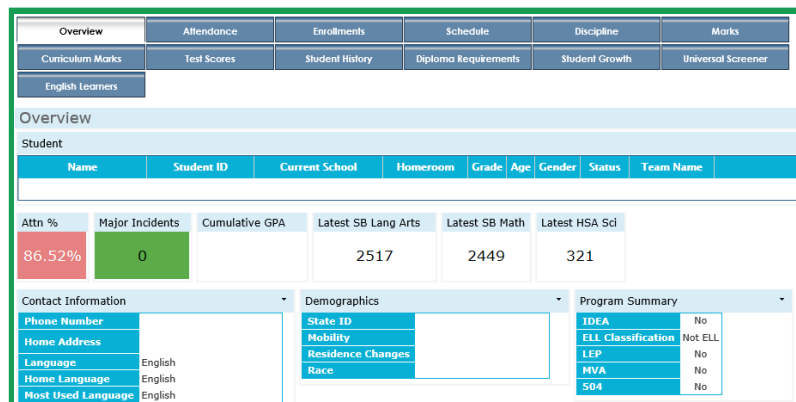 Overview Attendance Enrollments Schedule Discipline Marks
Curriculum Marks Test Scores Student History Diploma Requirements Student Growth Universal Screener
English Learners
Overview
Student
Name Student ID Current School Homeroom Grade Age Gender Status Team Name
Attn % Major Incidents Cumulative GPA Latest SB Lang Arts Latest SB Math Latest HSA Sci
86.52% 0 2517 2449 321
Contact Information Demographics Program Summary
Phone Number State ID IDEA No
Home Address Mobility ELL Classification Not ELL
Language English Residence Changes LEP No
Home Language English Race MVA No
Most Used Language English 504 No